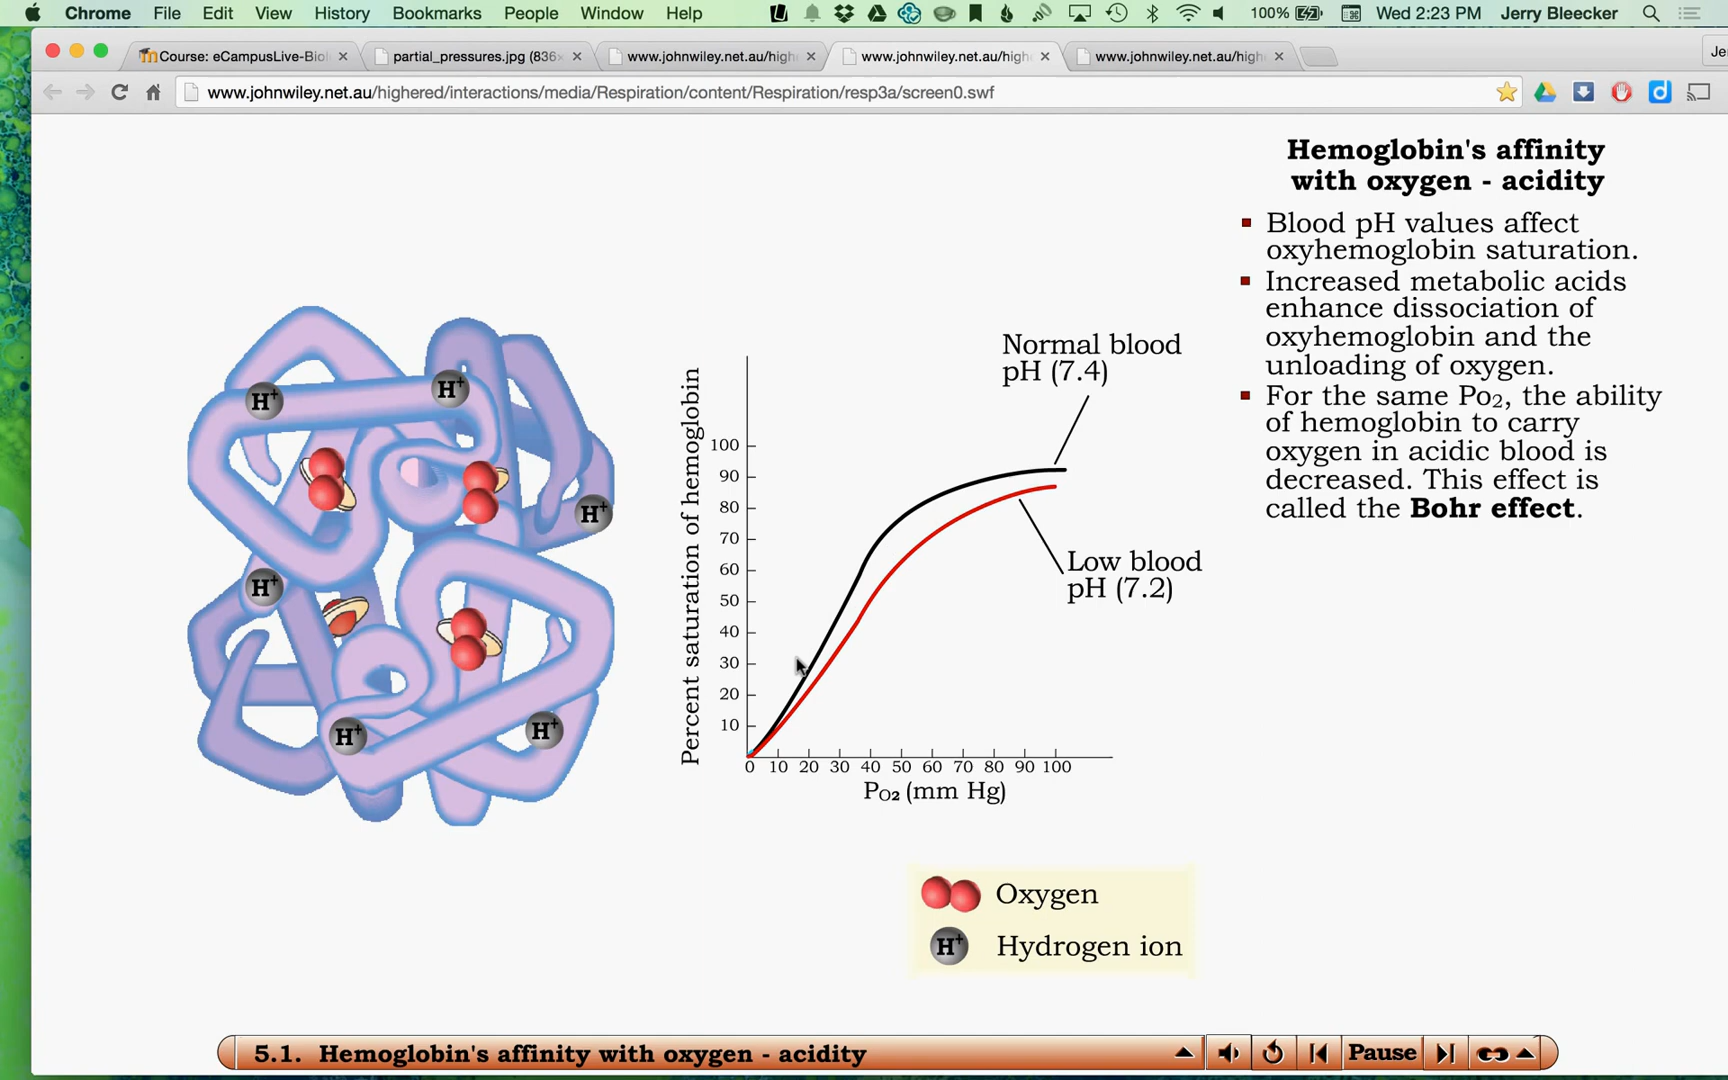 Chrome File Edit View History Bookmarks People Window Help 100% Wed 2:23 PM Jerry Bleecker
Course: eCampusLive-Biol
partial_pressures.jpg (836×
www.johnwiley.net.au/high
www.johnwiley.net.au/high
www.johnwiley.net.au/high
Je
www.johnwiley.net.au/highered/interactions/media/Respiration/content/Respiration/resp3a/screen0.swf
Hemoglobin's affinity
with oxygen - acidity
Blood pH values affect
oxyhemoglobin saturation.
Increased metabolic acids
enhance dissociation of
oxyhemoglobin and the
unloading of oxygen.
For the same Po2, the ability
of hemoglobin to carry
oxygen in acidic blood is
decreased. This effect is
called the Bohr effect.
H+
H+
H+
H+
H+
H+
Percent saturation of hemoglobin
100
90
80
70
60
50
40
30
20
10
0 10 20 30 40 50 60 70 80 90 100
PO2 (mm Hg)
Normal blood
pH (7.4)
Low blood
pH (7.2)
Oxygen
H+ Hydrogen ion
5.1. Hemoglobin's affinity with oxygen - acidity
Pause